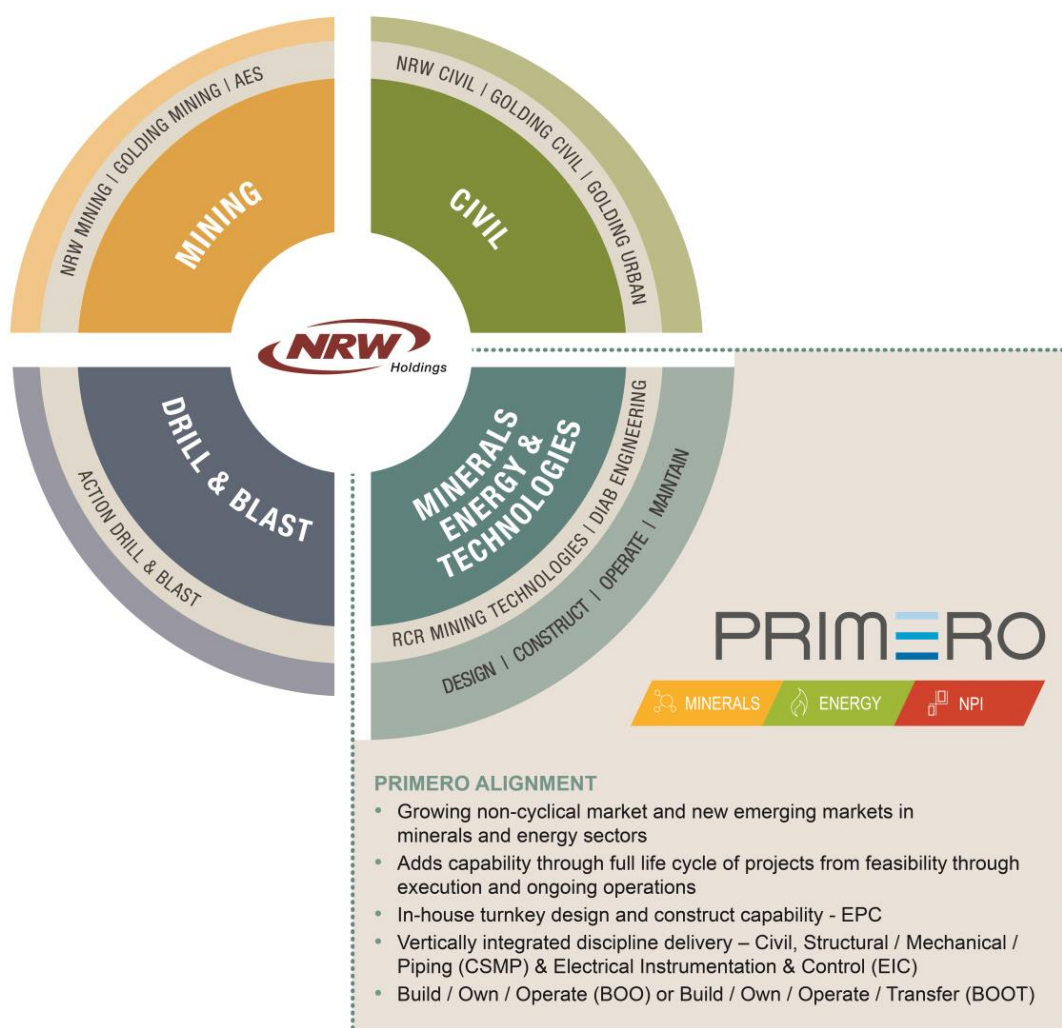 NRW MINING | GOLDING MINING | AES
MINING
NRW CIVIL | GOLDING CIVIL | GOLDING URBAN
CIVIL
NRW
Holdings
DRILL & BLAST
ACTION DRILL & BLAST
MINERALS
ENERGY &
TECHNOLOGIES
RCR MINING TECHNOLOGIES | DIAB ENGINEERING
DESIGN | CONSTRUCT | OPERATE | MAINTAIN
PRIMERO
MINERALS
ENERGY
NPI
PRIMERO ALIGNMENT
• Growing non-cyclical market and new emerging markets in
minerals and energy sectors
• Adds capability through full life cycle of projects from feasibility through
execution and ongoing operations
• In-house turnkey design and construct capability - EPC
• Vertically integrated discipline delivery – Civil, Structural / Mechanical /
Piping (CSMP) & Electrical Instrumentation & Control (EIC)
• Build / Own / Operate (BOO) or Build / Own / Operate / Transfer (BOOT)